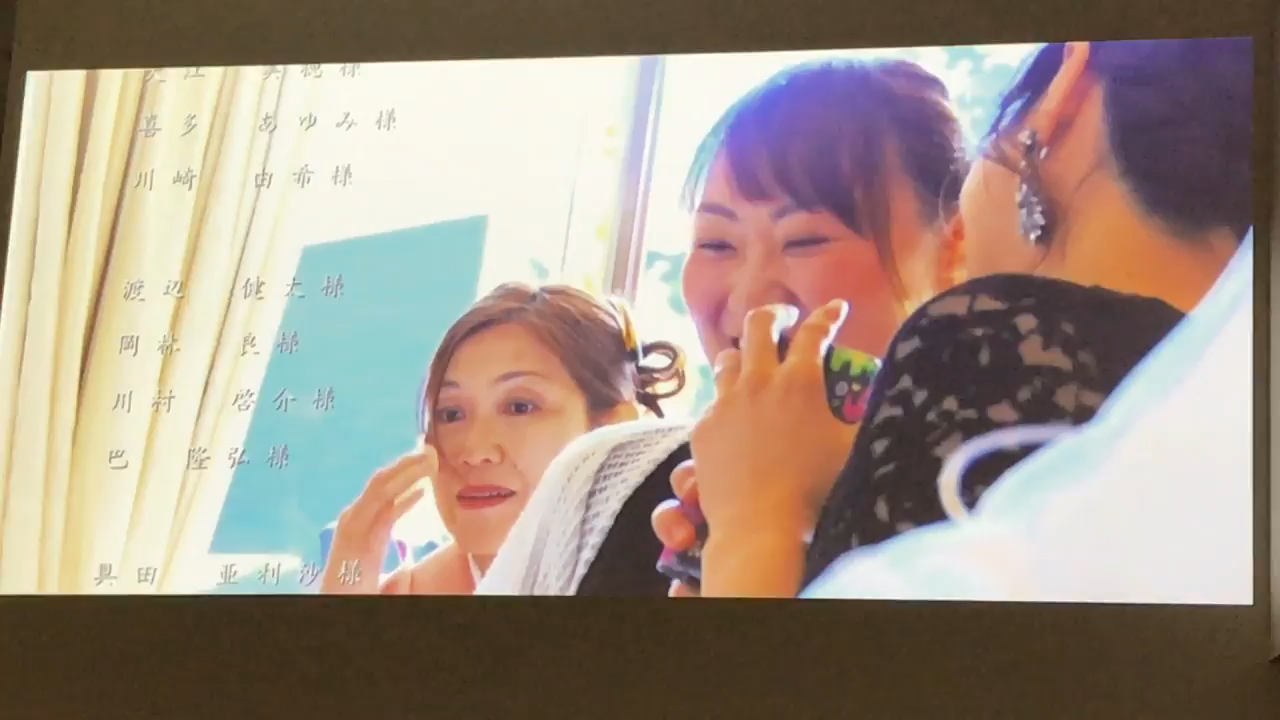 喜多 あゆみ様
川崎 由希様
渡辺 健太様
岡林 良様
川村 啓介様
巴 隆弘様
具田 亜利沙様